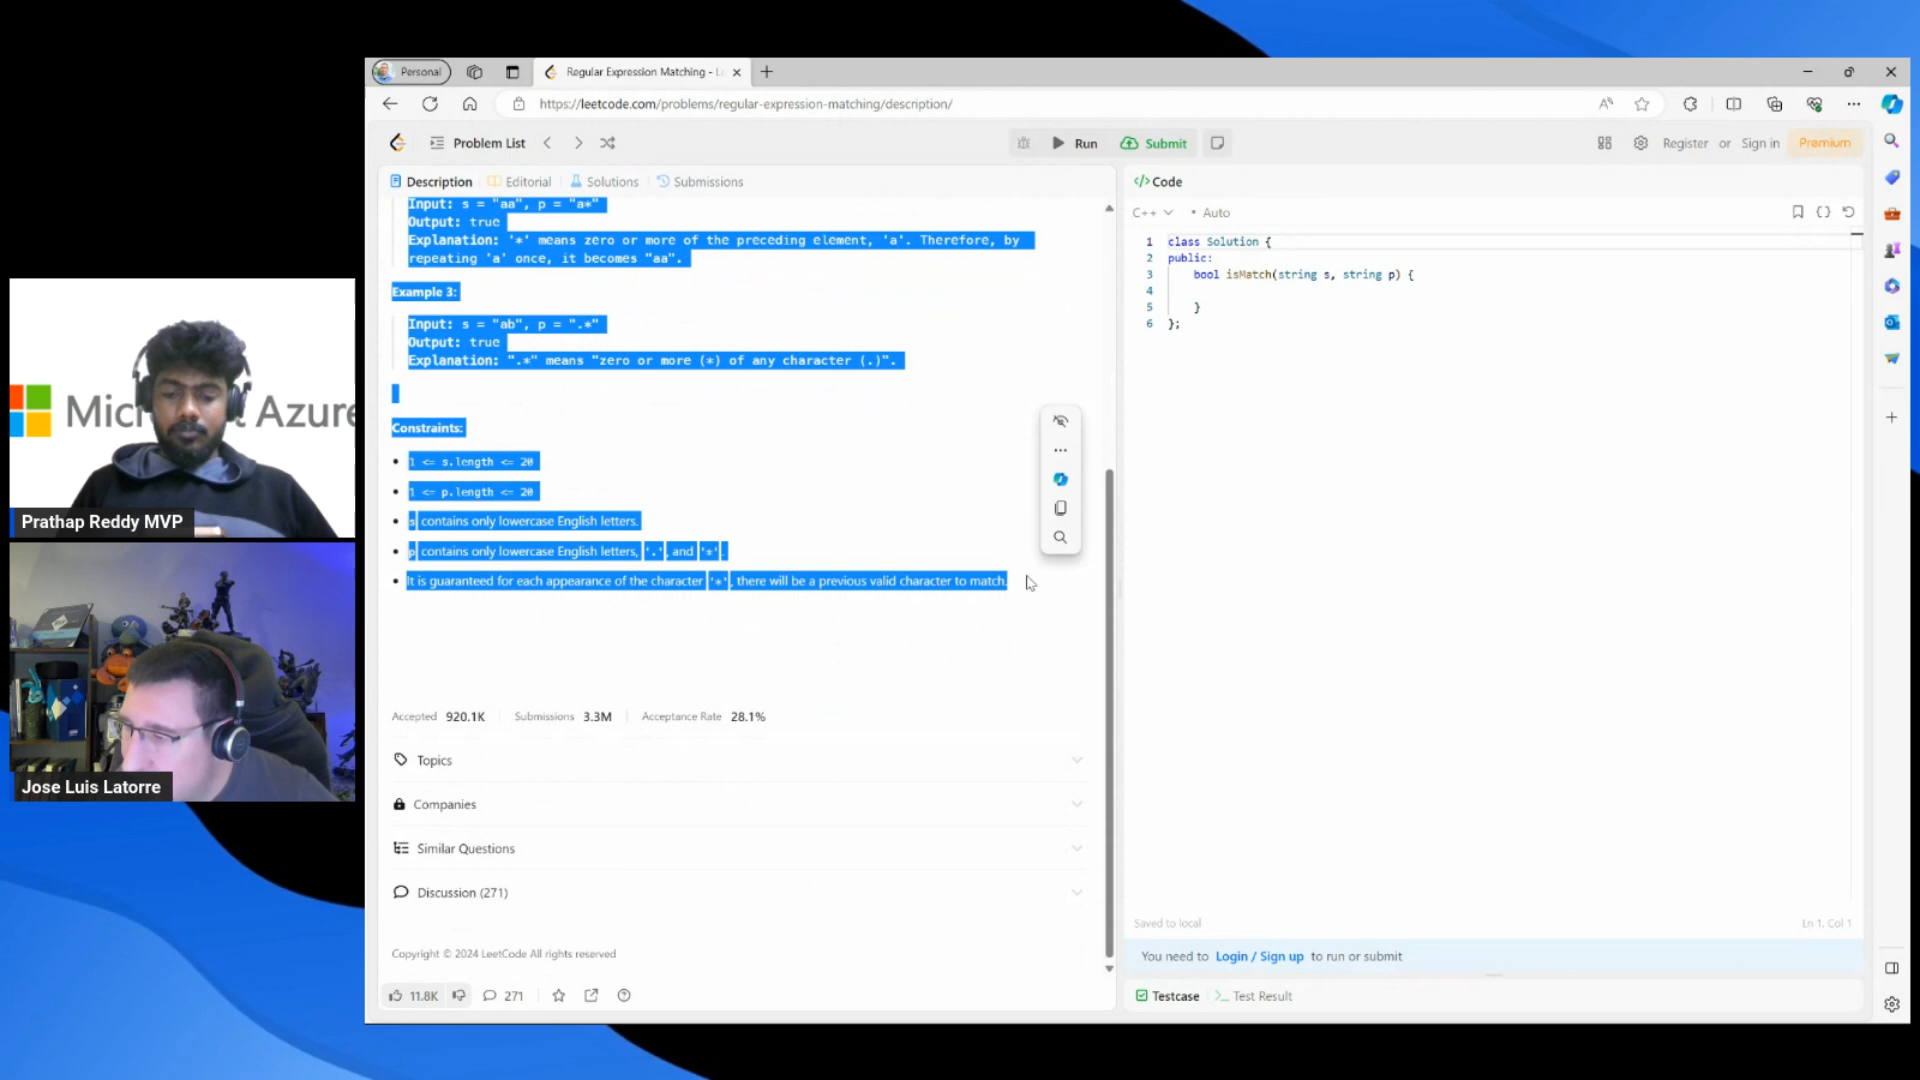 Personal
Regular Expression Matching - L
https://leetcode.com/problems/regular-expression-matching/description/
Problem List
Run
Submit
Register or Sign in
Premium
Description
Editorial
Solutions
Submissions
Input: s = "aa", p = "a*"
Output: true
Explanation: '*' means zero or more of the preceding element, 'a'. Therefore, by
repeating 'a' once, it becomes "aa".
Example 3:
Input: s = "ab", p = ".*"
Output: true
Explanation: ".*" means "zero or more (*) of any character (.)".
Constraints:
• 1 <= s.length <= 20
• 1 <= p.length <= 20
• s contains only lowercase English letters.
• p contains only lowercase English letters, '.', and '*'.
• It is guaranteed for each appearance of the character '*', there will be a previous valid character to match.
Accepted 920.1K
Submissions 3.3M
Acceptance Rate 28.1%
Topics
Companies
Similar Questions
Discussion (271)
Copyright © 2024 LeetCode All rights reserved
11.8K
271
</> Code
C++
• Auto
1 class Solution {
2 public:
3 bool isMatch(string s, string p) {
4
5 }
6 };
Saved to local
Ln 1, Col 1
You need to Login / Sign up to run or submit
Testcase
>_ Test Result
Azure
Prathap Reddy MVP
Jose Luis Latorre